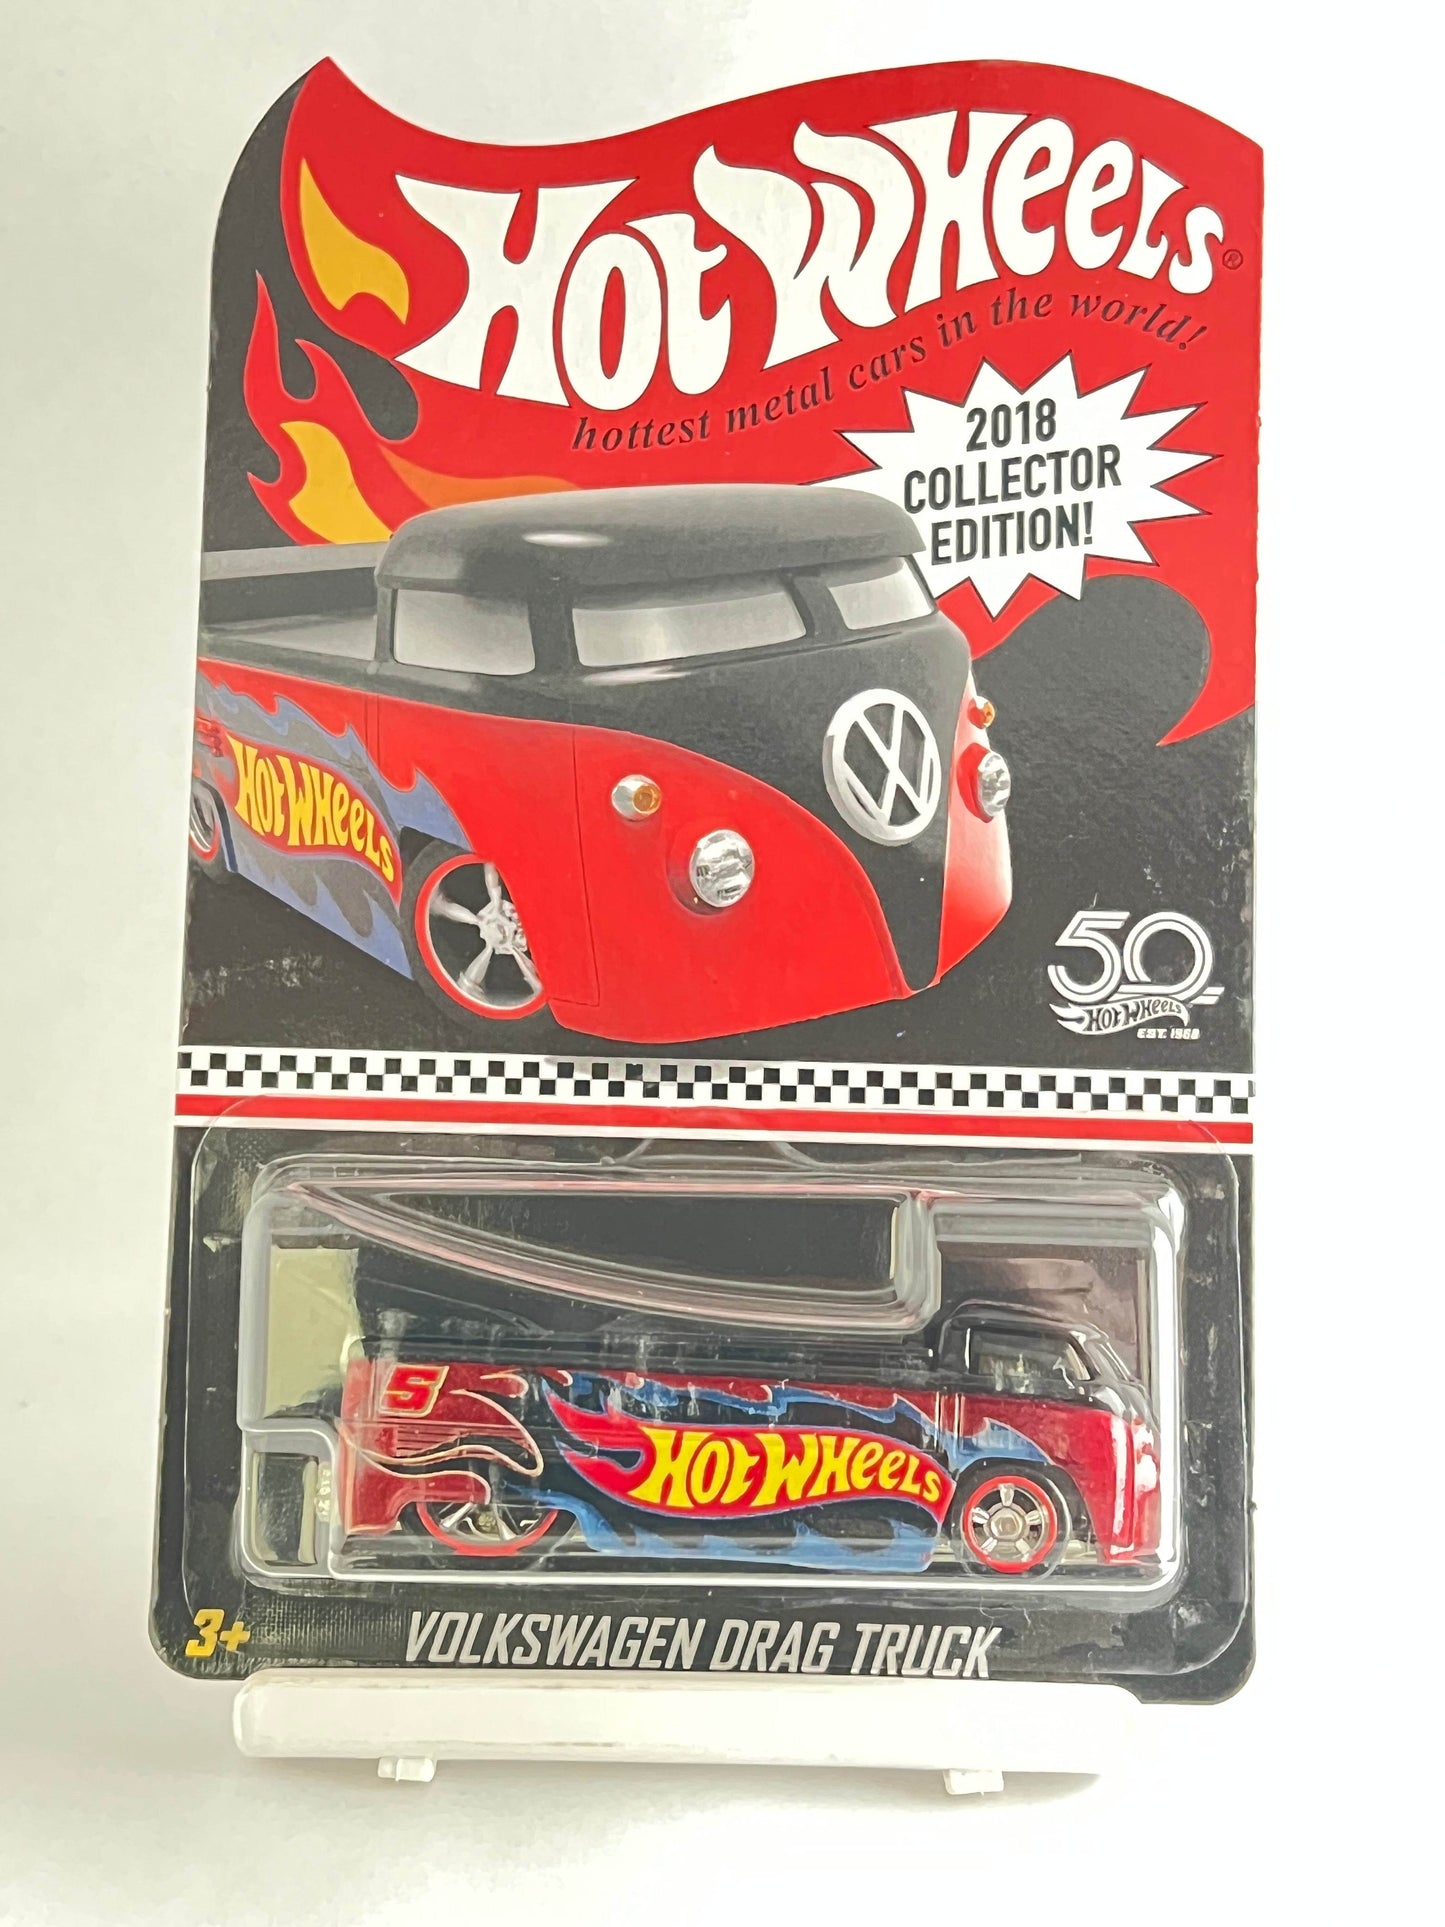 HOT WHEELS®
hottest metal cars in the world!
2018
COLLECTOR
EDITION!
HOT WHEELS
50
HOT WHEELS
EST. 1968
5
HOT WHEELS
3+
VOLKSWAGEN DRAG TRUCK